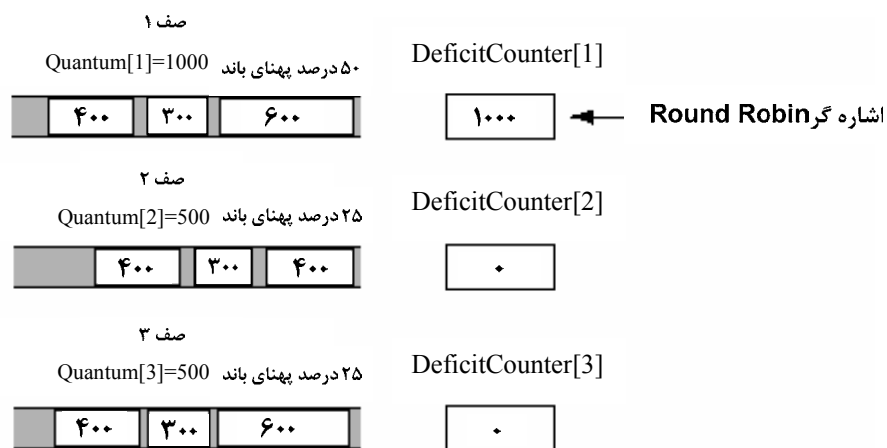 صف ۱
Quantum[1]=1000 ۵۰ درصد پهنای باند
DeficitCounter[1]
۴۰۰ ۳۰۰ ۶۰۰
۱۰۰۰
اشاره گر Round Robin
صف ۲
Quantum[2]=500 ۲۵ درصد پهنای باند
DeficitCounter[2]
۴۰۰ ۳۰۰ ۴۰۰
۰
صف ۳
Quantum[3]=500 ۲۵ درصد پهنای باند
DeficitCounter[3]
۴۰۰ ۳۰۰ ۶۰۰
۰